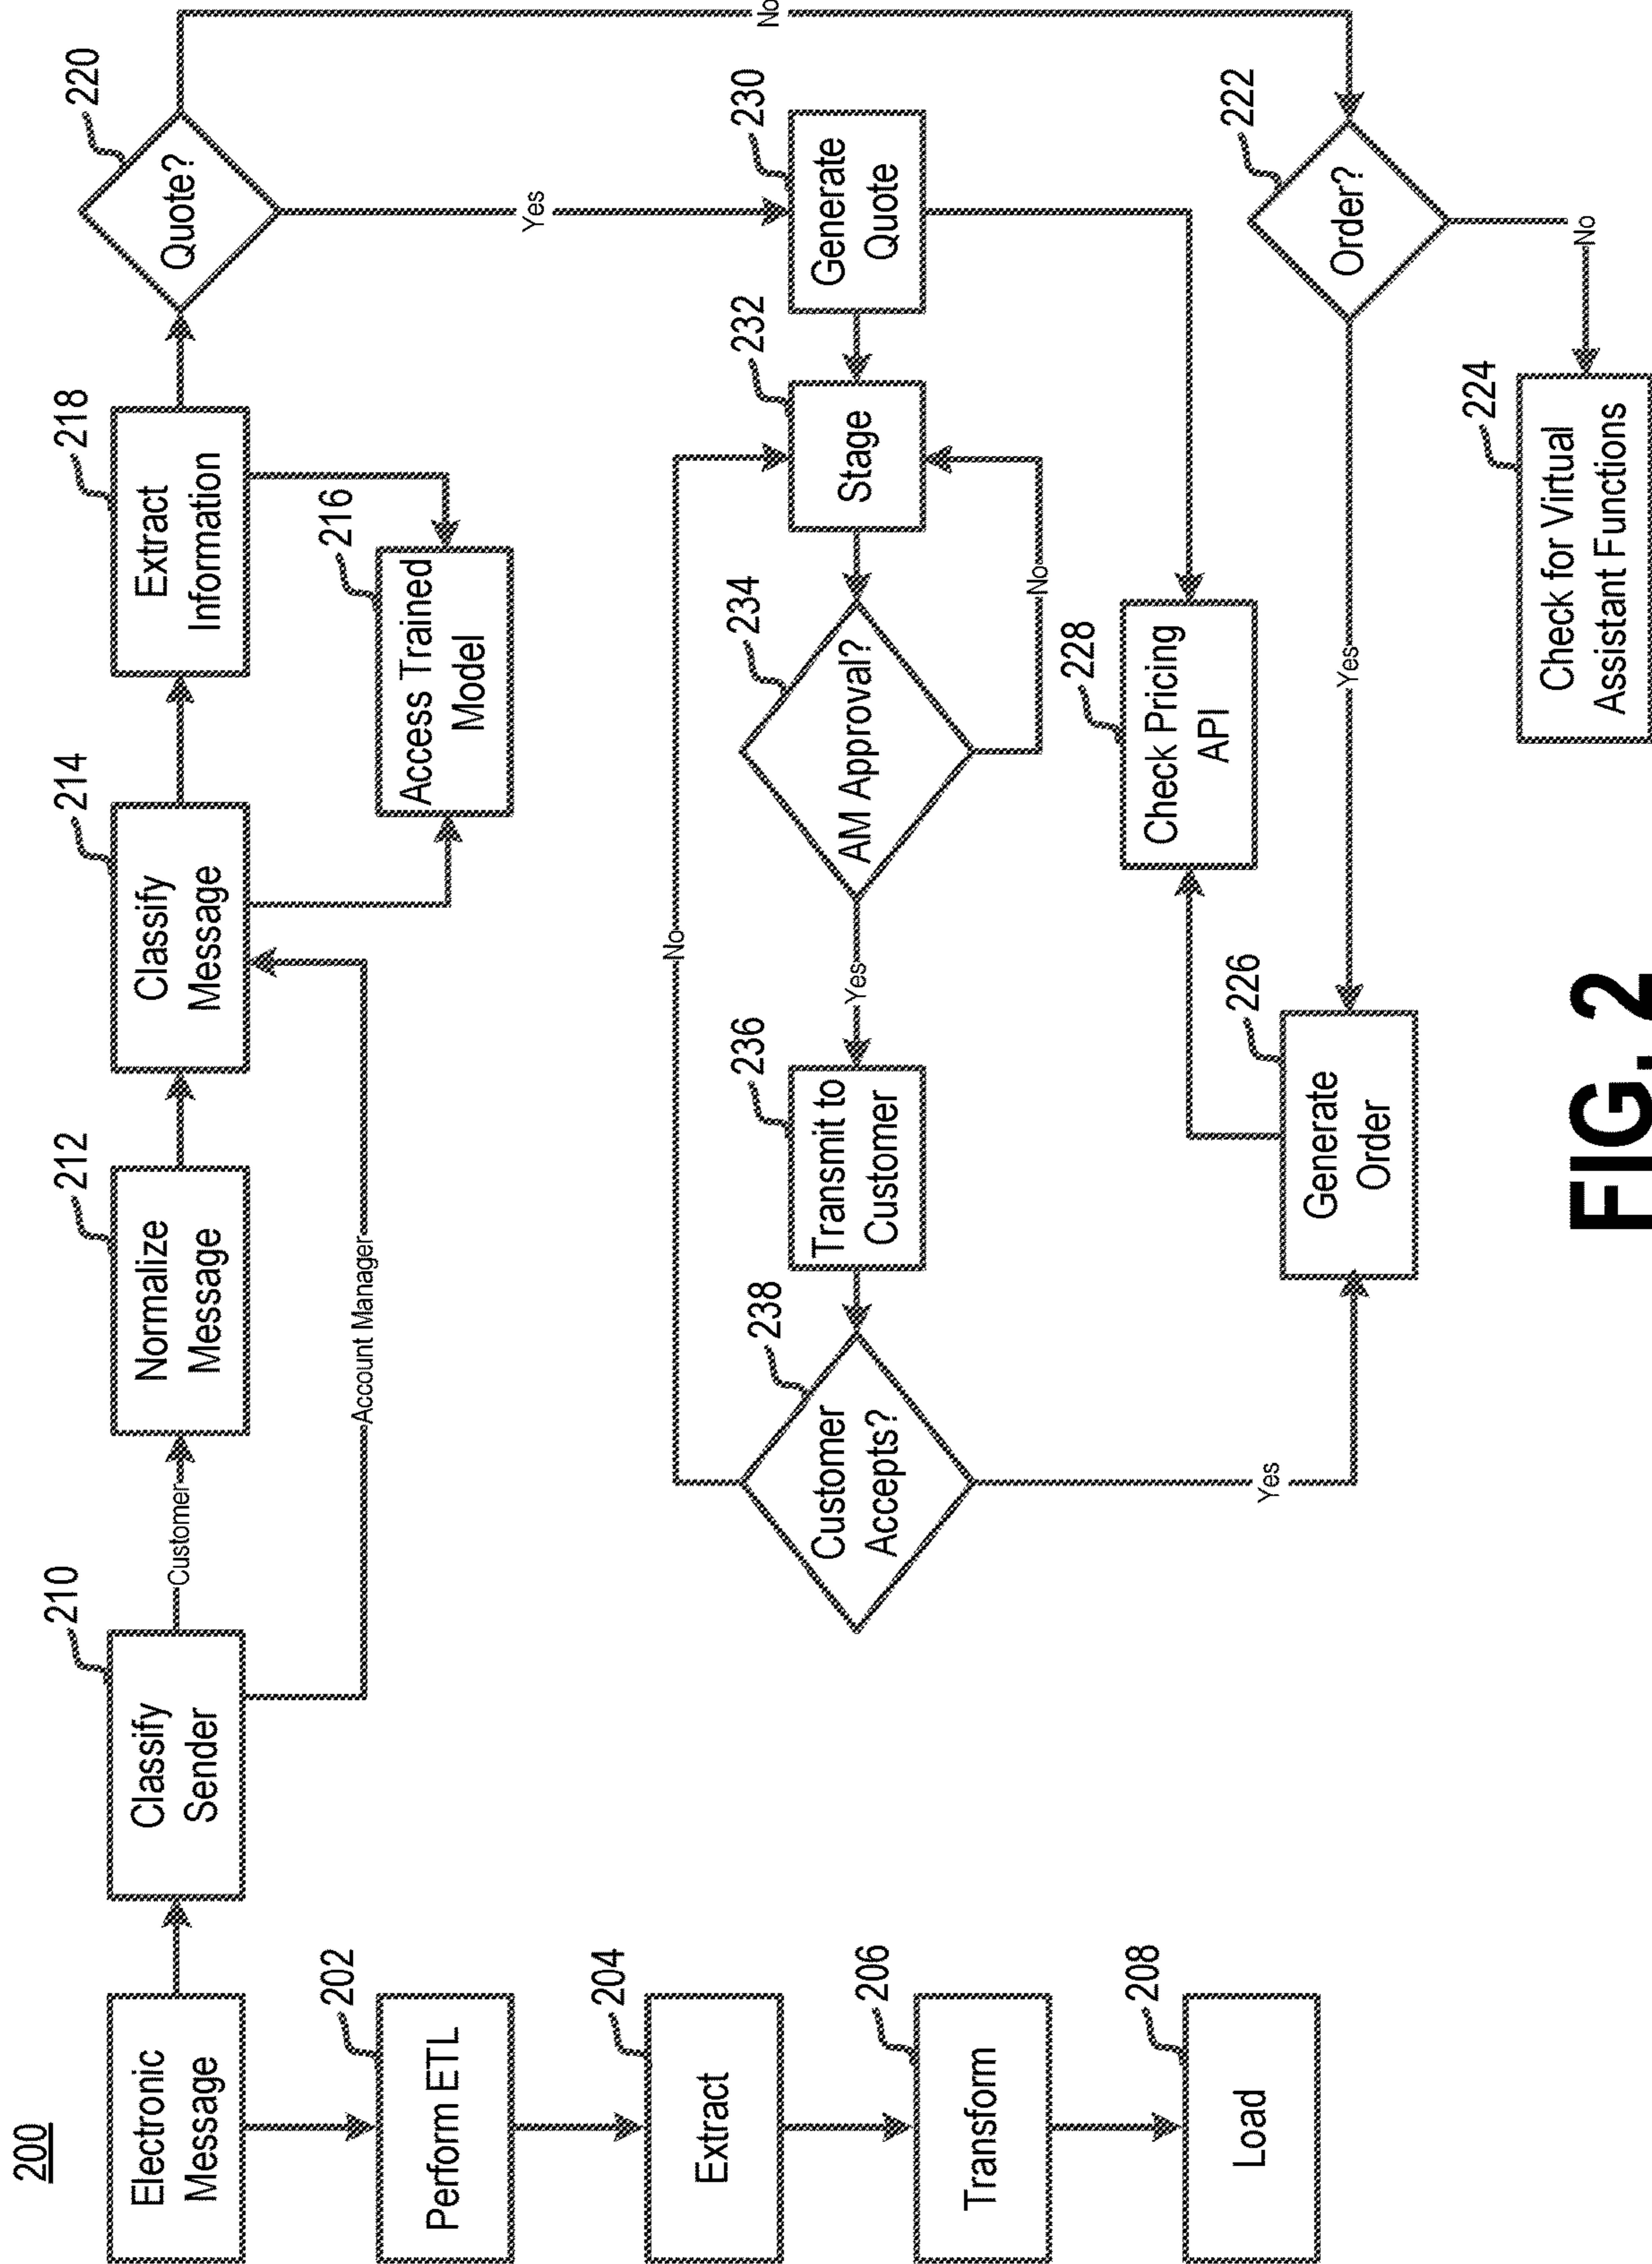 200
Electronic
Message
202
Perform ETL
204
Extract
206
Transform
208
Load
210
Classify
Sender
Customer
Account Manager
212
Normalize
Message
214
Classify
Message
216
Access Trained
Model
218
Extract
Information
220
Quote?
Yes
No
230
Generate
Quote
232
Stage
234
AM Approval?
No
Yes
236
Transmit to
Customer
238
Customer
Accepts?
No
Yes
228
Check Pricing
API
222
Order?
Yes
No
226
Generate
Order
224
Check for Virtual
Assistant Functions
FIG. 2